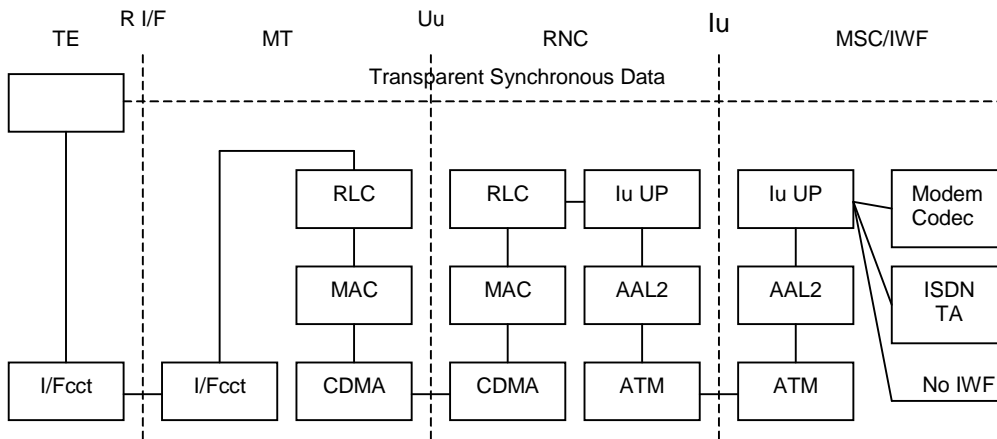 R I/F Uu Iu
TE MT RNC MSC/IWF
Transparent Synchronous Data
RLC RLC Iu UP Iu UP Modem
Codec
MAC MAC AAL2 AAL2 ISDN
TA
I/Fcct I/Fcct CDMA CDMA ATM ATM No IWF